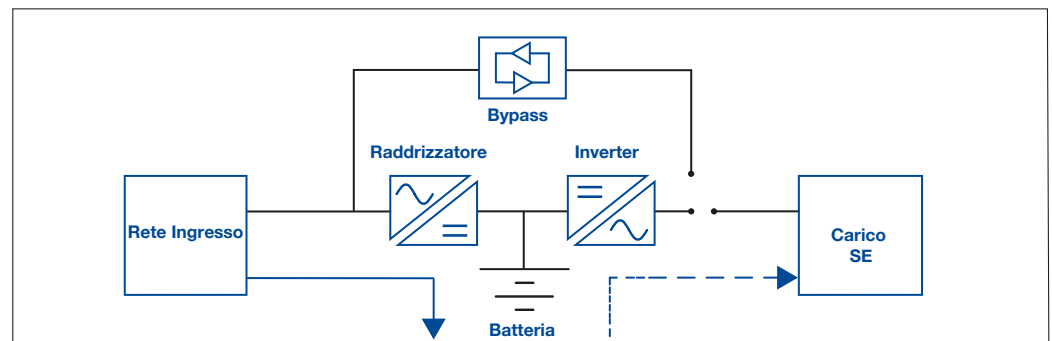 Bypass
Raddrizzatore
Inverter
Rete Ingresso
Carico
SE
Batteria